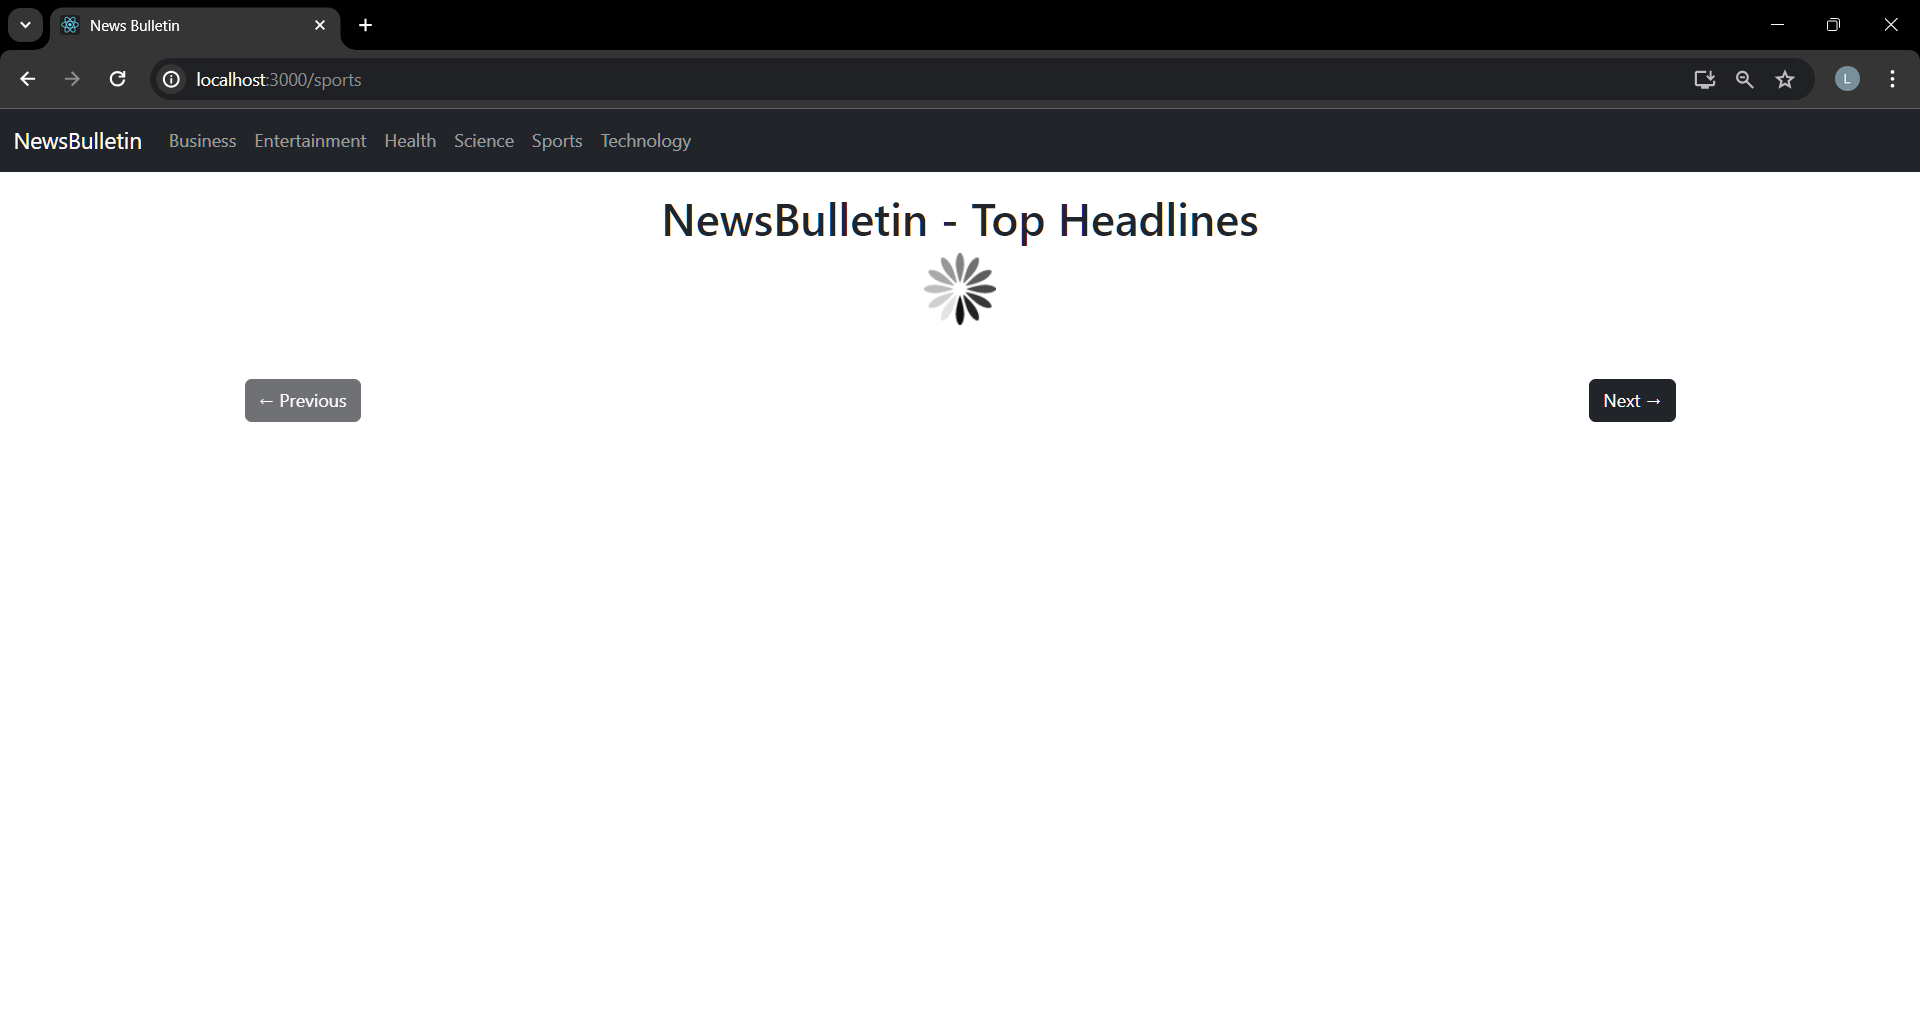 News Bulletin
localhost:3000/sports
L
NewsBulletin Business Entertainment Health Science Sports Technology
NewsBulletin - Top Headlines
← Previous Next →